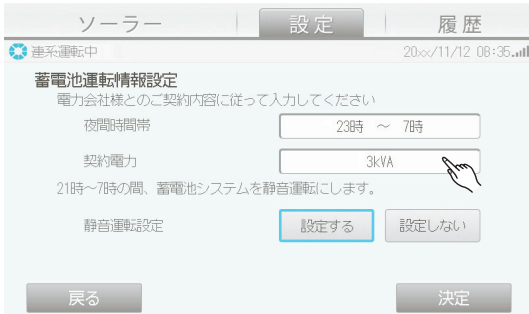 ソーラー 設定 履歴
連系運転中 20××/11/12 08:35
蓄電池運転情報設定
電力会社様とのご契約内容に従って入力してください
夜間時間帯 23時 ～ 7時
契約電力 3kVA
21時～7時の間、蓄電池システムを静音運転にします。
静音運転設定 設定する 設定しない
戻る 決定